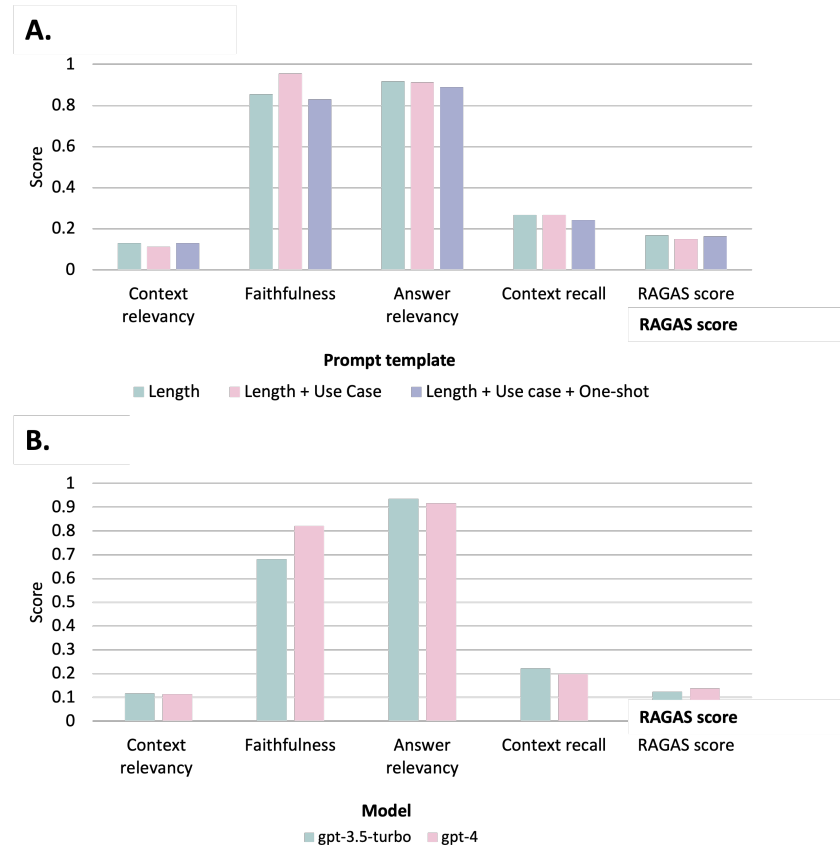 A.
1
0.8
0.6
0.4
0.2
0
Score
Context relevancy
Faithfulness
Answer relevancy
Context recall
RAGAS score
RAGAS score
Prompt template
Length
Length + Use Case
Length + Use case + One-shot
B.
1
0.9
0.8
0.7
0.6
0.5
0.4
0.3
0.2
0.1
0
Score
RAGAS score
Context relevancy
Faithfulness
Answer relevancy
Context recall
RAGAS score
Model
gpt-3.5-turbo
gpt-4